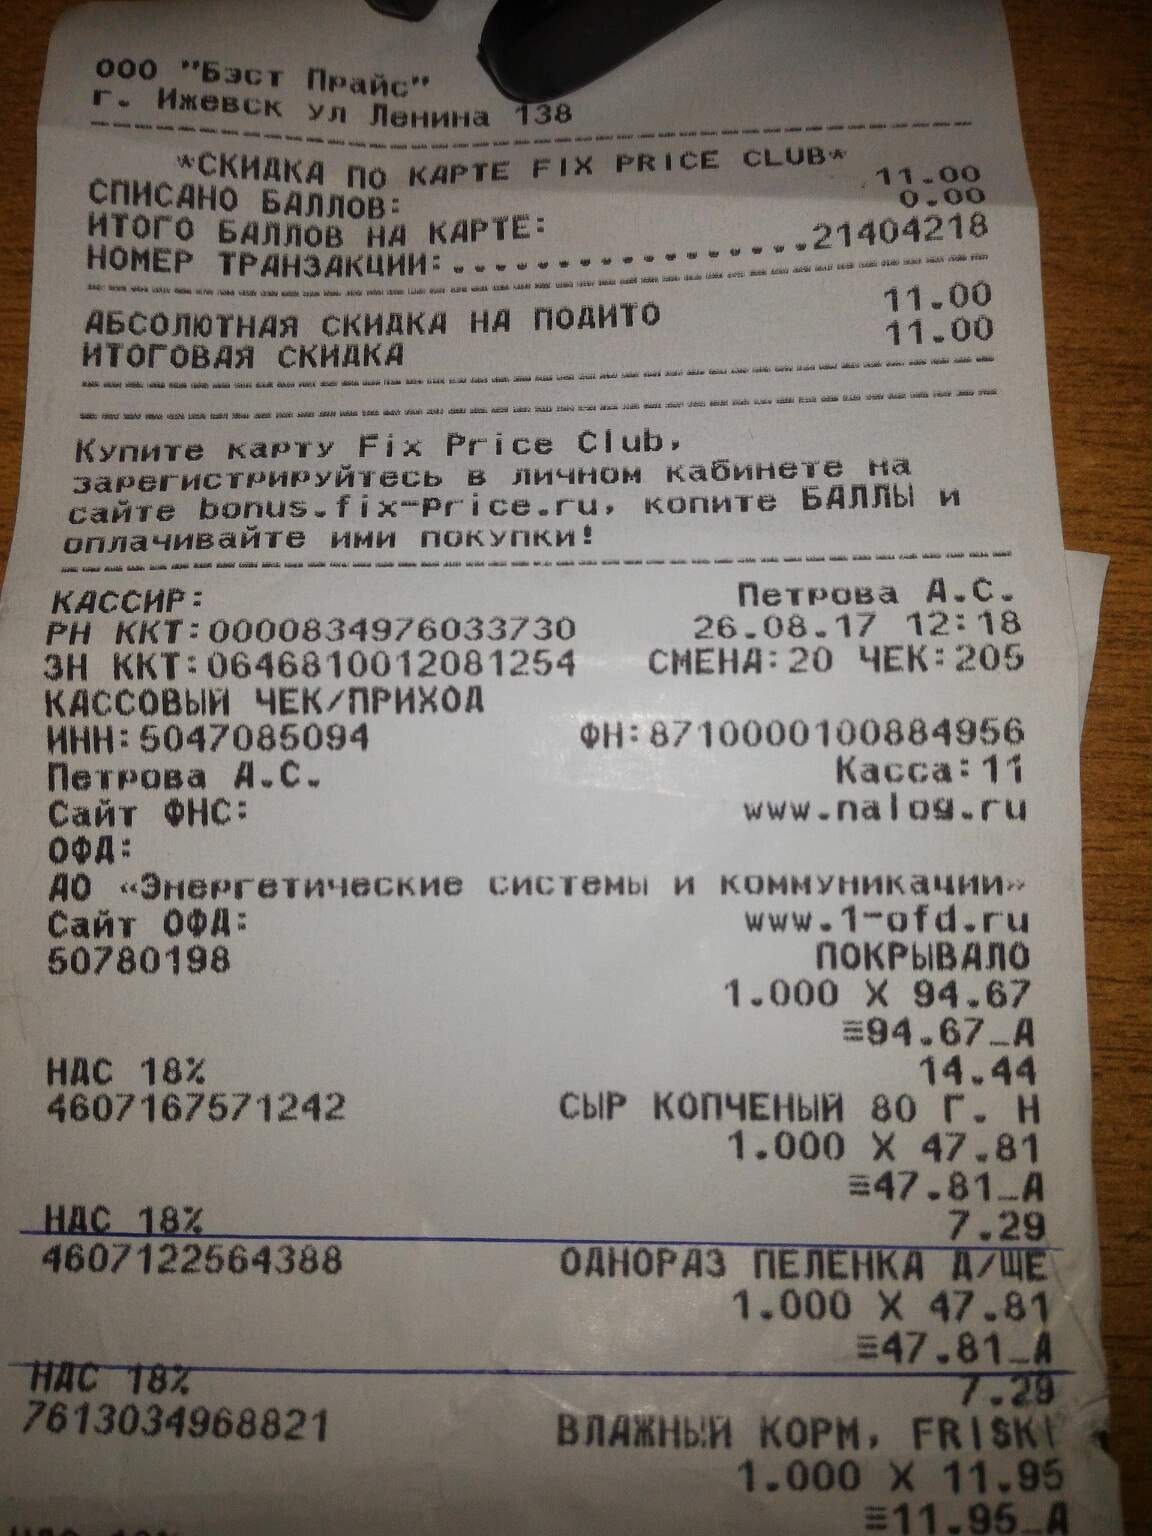 ООО "Бэст Прайс"
г. Ижевск ул Ленина 138
*СКИДКА ПО КАРТЕ FIX PRICE CLUB*
СПИСАНО БАЛЛОВ: 11.00
ИТОГО БАЛЛОВ НА КАРТЕ: 0.00
НОМЕР ТРАНЗАКЦИИ:................21404218
АБСОЛЮТНАЯ СКИДКА НА ПОДИТО 11.00
ИТОГОВАЯ СКИДКА 11.00
Купите карту Fix Price Club,
зарегистрируйтесь в личном кабинете на
сайте bonus.fix-Price.ru, копите БАЛЛЫ и
оплачивайте ими покупки!
КАССИР: Петрова А.С.
РН ККТ:0000834976033730 26.08.17 12:18
ЗН ККТ:0646810012081254 СМЕНА:20 ЧЕК:205
КАССОВЫЙ ЧЕК/ПРИХОД
ИНН:5047085094 ФН:8710000100884956
Петрова А.С. Касса:11
Сайт ФНС: www.nalog.ru
ОФД:
АО «Энергетические системы и коммуникации»
Сайт ОФД: www.1-ofd.ru
50780198 ПОКРЫВАЛО
1.000 X 94.67
≡94.67_А
НДС 18% 14.44
4607167571242 СЫР КОПЧЕНЫЙ 80 Г. Н
1.000 X 47.81
≡47.81_А
НДС 18% 7.29
4607122564388 ОДНОРАЗ ПЕЛЕНКА Д/ЩЕ
1.000 X 47.81
≡47.81_А
НДС 18% 7.29
7613034968821 ВЛАЖНЫЙ КОРМ, FRISKI
1.000 X 11.95
≡11.95_А